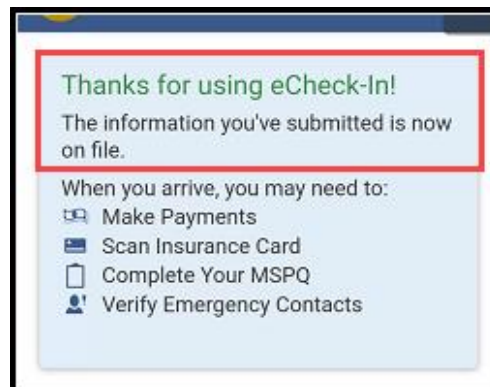 Thanks for using eCheck-In!
The information you've submitted is now
on file.
When you arrive, you may need to:
Make Payments
Scan Insurance Card
Complete Your MSPQ
Verify Emergency Contacts